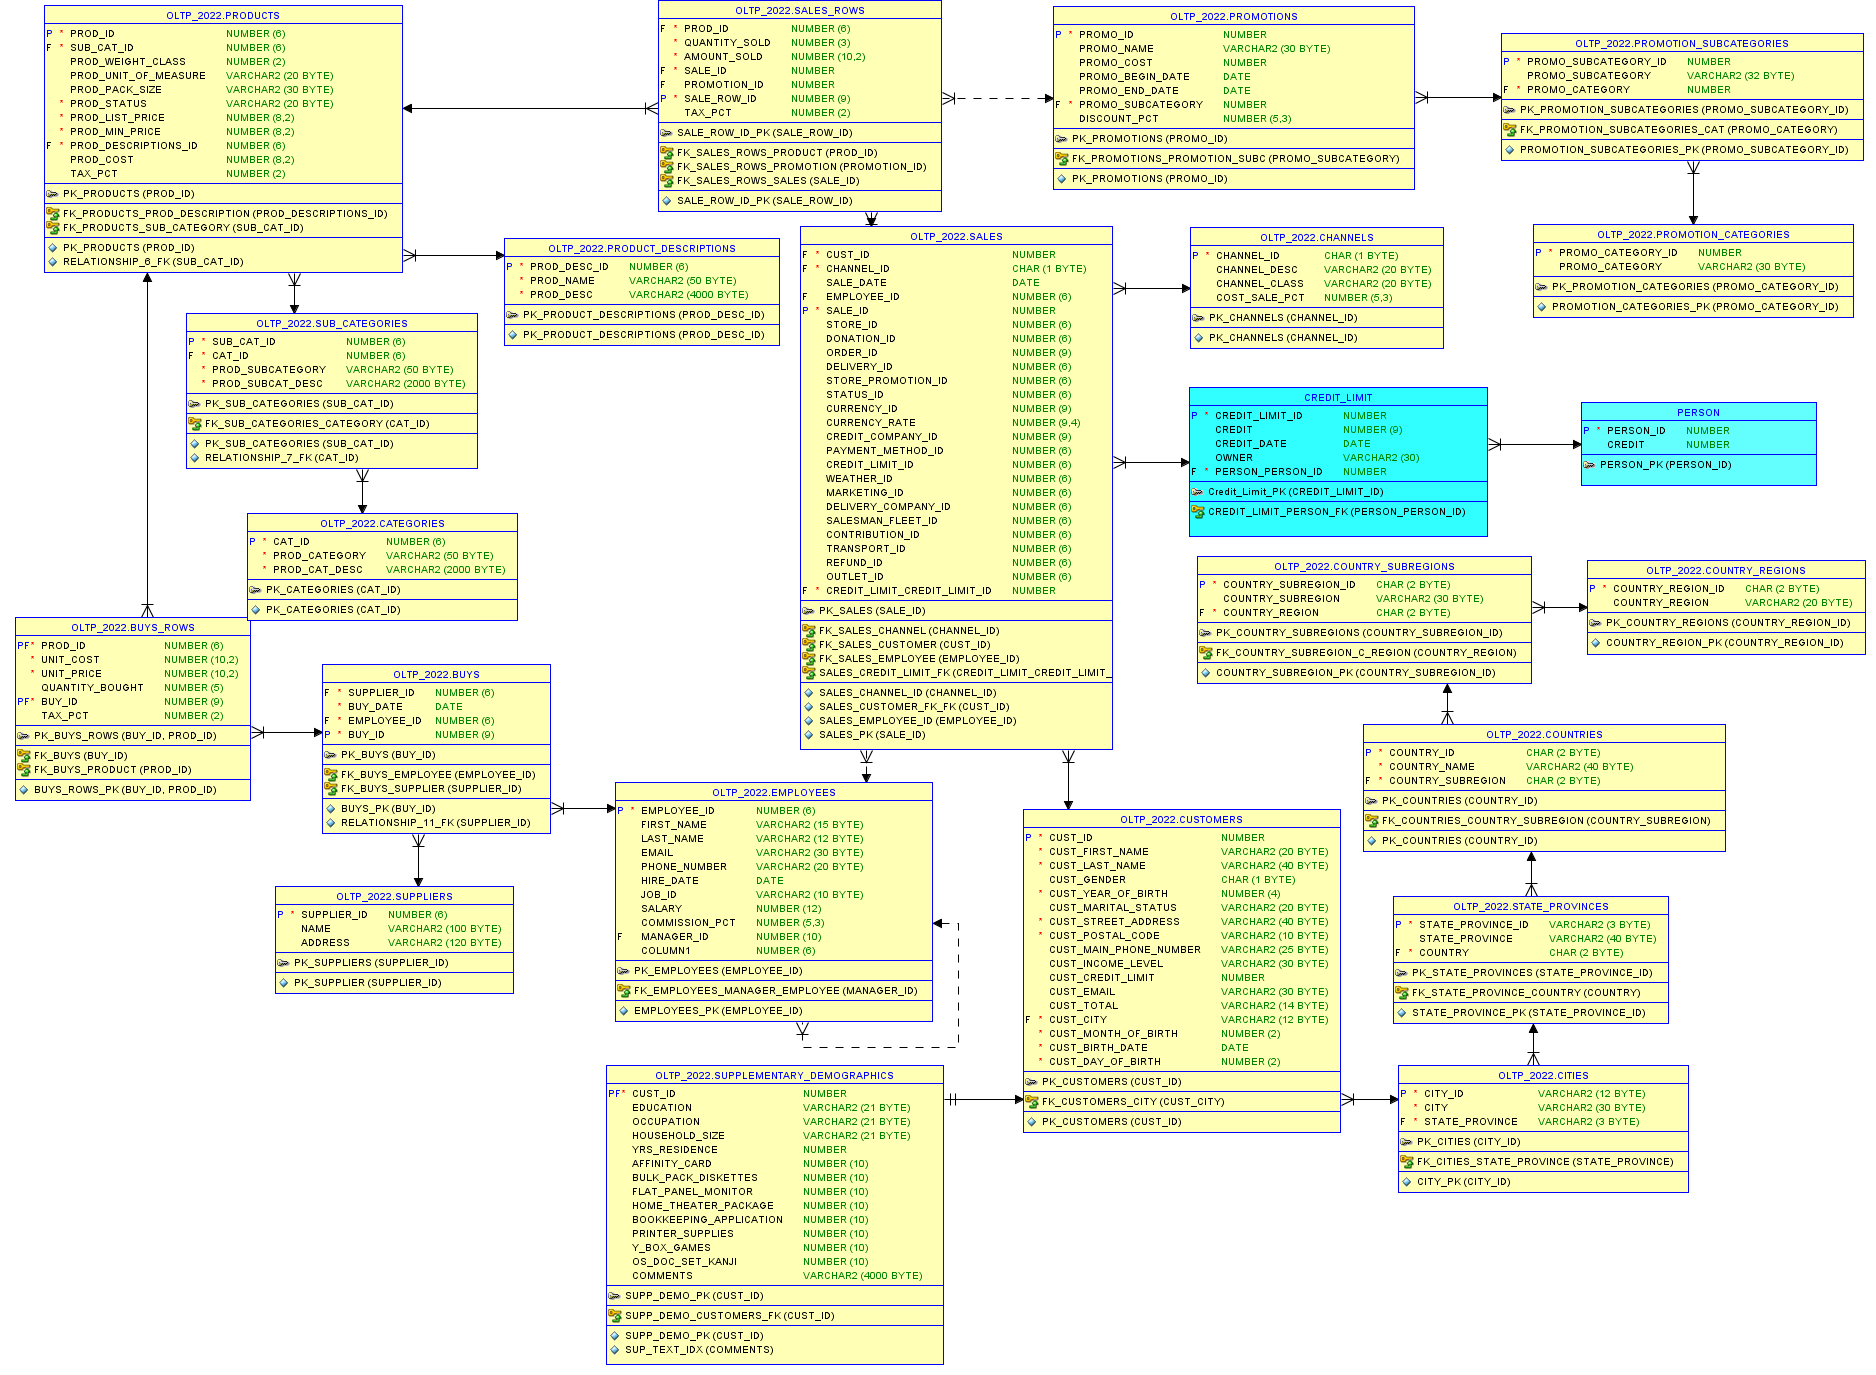 OLTP_2022.PRODUCTS
P * PROD_ID NUMBER (6)
F * SUB_CAT_ID NUMBER (6)
PROD_WEIGHT_CLASS NUMBER (2)
PROD_UNIT_OF_MEASURE VARCHAR2 (20 BYTE)
PROD_PACK_SIZE VARCHAR2 (30 BYTE)
* PROD_STATUS VARCHAR2 (20 BYTE)
* PROD_LIST_PRICE NUMBER (8,2)
* PROD_MIN_PRICE NUMBER (8,2)
F * PROD_DESCRIPTIONS_ID NUMBER (6)
PROD_COST NUMBER (8,2)
TAX_PCT NUMBER (2)
PK_PRODUCTS (PROD_ID)
FK_PRODUCTS_PROD_DESCRIPTION (PROD_DESCRIPTIONS_ID)
FK_PRODUCTS_SUB_CATEGORY (SUB_CAT_ID)
PK_PRODUCTS (PROD_ID)
RELATIONSHIP_6_FK (SUB_CAT_ID)
OLTP_2022.SALES_ROWS
F * PROD_ID NUMBER (6)
* QUANTITY_SOLD NUMBER (3)
* AMOUNT_SOLD NUMBER (10,2)
F * SALE_ID NUMBER
F PROMOTION_ID NUMBER
P * SALE_ROW_ID NUMBER (9)
TAX_PCT NUMBER (2)
SALE_ROW_ID_PK (SALE_ROW_ID)
FK_SALES_ROWS_PRODUCT (PROD_ID)
FK_SALES_ROWS_PROMOTION (PROMOTION_ID)
FK_SALES_ROWS_SALES (SALE_ID)
SALE_ROW_ID_PK (SALE_ROW_ID)
OLTP_2022.PROMOTIONS
P * PROMO_ID NUMBER
PROMO_NAME VARCHAR2 (30 BYTE)
PROMO_COST NUMBER
PROMO_BEGIN_DATE DATE
PROMO_END_DATE DATE
F * PROMO_SUBCATEGORY NUMBER
DISCOUNT_PCT NUMBER (5,3)
PK_PROMOTIONS (PROMO_ID)
FK_PROMOTIONS_PROMOTION_SUBC (PROMO_SUBCATEGORY)
PK_PROMOTIONS (PROMO_ID)
OLTP_2022.PROMOTION_SUBCATEGORIES
P * PROMO_SUBCATEGORY_ID NUMBER
PROMO_SUBCATEGORY VARCHAR2 (32 BYTE)
F * PROMO_CATEGORY NUMBER
PK_PROMOTION_SUBCATEGORIES (PROMO_SUBCATEGORY_ID)
FK_PROMOTION_SUBCATEGORIES_CAT (PROMO_CATEGORY)
PROMOTION_SUBCATEGORIES_PK (PROMO_SUBCATEGORY_ID)
OLTP_2022.PROMOTION_CATEGORIES
P * PROMO_CATEGORY_ID NUMBER
PROMO_CATEGORY VARCHAR2 (30 BYTE)
PK_PROMOTION_CATEGORIES (PROMO_CATEGORY_ID)
PROMOTION_CATEGORIES_PK (PROMO_CATEGORY_ID)
OLTP_2022.PRODUCT_DESCRIPTIONS
P * PROD_DESC_ID NUMBER (6)
* PROD_NAME VARCHAR2 (50 BYTE)
* PROD_DESC VARCHAR2 (4000 BYTE)
PK_PRODUCT_DESCRIPTIONS (PROD_DESC_ID)
PK_PRODUCT_DESCRIPTIONS (PROD_DESC_ID)
OLTP_2022.SUB_CATEGORIES
P * SUB_CAT_ID NUMBER (6)
F * CAT_ID NUMBER (6)
* PROD_SUBCATEGORY VARCHAR2 (50 BYTE)
* PROD_SUBCAT_DESC VARCHAR2 (2000 BYTE)
PK_SUB_CATEGORIES (SUB_CAT_ID)
FK_SUB_CATEGORIES_CATEGORY (CAT_ID)
PK_SUB_CATEGORIES (SUB_CAT_ID)
RELATIONSHIP_7_FK (CAT_ID)
OLTP_2022.CATEGORIES
P * CAT_ID NUMBER (6)
* PROD_CATEGORY VARCHAR2 (50 BYTE)
* PROD_CAT_DESC VARCHAR2 (2000 BYTE)
PK_CATEGORIES (CAT_ID)
PK_CATEGORIES (CAT_ID)
OLTP_2022.SALES
F * CUST_ID NUMBER
F * CHANNEL_ID CHAR (1 BYTE)
SALE_DATE DATE
F EMPLOYEE_ID NUMBER (6)
P * SALE_ID NUMBER
STORE_ID NUMBER (6)
DONATION_ID NUMBER (6)
ORDER_ID NUMBER (9)
DELIVERY_ID NUMBER (6)
STORE_PROMOTION_ID NUMBER (6)
STATUS_ID NUMBER (6)
CURRENCY_ID NUMBER (9)
CURRENCY_RATE NUMBER (9,4)
CREDIT_COMPANY_ID NUMBER (9)
PAYMENT_METHOD_ID NUMBER (6)
CREDIT_LIMIT_ID NUMBER (6)
WEATHER_ID NUMBER (6)
MARKETING_ID NUMBER (6)
DELIVERY_COMPANY_ID NUMBER (6)
SALESMAN_FLEET_ID NUMBER (6)
CONTRIBUTION_ID NUMBER (6)
TRANSPORT_ID NUMBER (6)
REFUND_ID NUMBER (6)
OUTLET_ID NUMBER (6)
F * CREDIT_LIMIT_CREDIT_LIMIT_ID NUMBER
PK_SALES (SALE_ID)
FK_SALES_CHANNEL (CHANNEL_ID)
FK_SALES_CUSTOMER (CUST_ID)
FK_SALES_EMPLOYEE (EMPLOYEE_ID)
SALES_CREDIT_LIMIT_FK (CREDIT_LIMIT_CREDIT_LIMIT_
SALES_CHANNEL_ID (CHANNEL_ID)
SALES_CUSTOMER_FK_FK (CUST_ID)
SALES_EMPLOYEE_ID (EMPLOYEE_ID)
SALES_PK (SALE_ID)
OLTP_2022.CHANNELS
P * CHANNEL_ID CHAR (1 BYTE)
CHANNEL_DESC VARCHAR2 (20 BYTE)
CHANNEL_CLASS VARCHAR2 (20 BYTE)
COST_SALE_PCT NUMBER (5,3)
PK_CHANNELS (CHANNEL_ID)
PK_CHANNELS (CHANNEL_ID)
CREDIT_LIMIT
P * CREDIT_LIMIT_ID NUMBER
CREDIT NUMBER (9)
CREDIT_DATE DATE
OWNER VARCHAR2 (30)
F * PERSON_PERSON_ID NUMBER
Credit_Limit_PK (CREDIT_LIMIT_ID)
CREDIT_LIMIT_PERSON_FK (PERSON_PERSON_ID)
PERSON
P * PERSON_ID NUMBER
CREDIT NUMBER
PERSON_PK (PERSON_ID)
OLTP_2022.COUNTRY_SUBREGIONS
P * COUNTRY_SUBREGION_ID CHAR (2 BYTE)
COUNTRY_SUBREGION VARCHAR2 (30 BYTE)
F * COUNTRY_REGION CHAR (2 BYTE)
PK_COUNTRY_SUBREGIONS (COUNTRY_SUBREGION_ID)
FK_COUNTRY_SUBREGION_C_REGION (COUNTRY_REGION)
COUNTRY_SUBREGION_PK (COUNTRY_SUBREGION_ID)
OLTP_2022.COUNTRY_REGIONS
P * COUNTRY_REGION_ID CHAR (2 BYTE)
COUNTRY_REGION VARCHAR2 (20 BYTE)
PK_COUNTRY_REGIONS (COUNTRY_REGION_ID)
COUNTRY_REGION_PK (COUNTRY_REGION_ID)
OLTP_2022.BUYS_ROWS
PF* PROD_ID NUMBER (6)
* UNIT_COST NUMBER (10,2)
* UNIT_PRICE NUMBER (10,2)
QUANTITY_BOUGHT NUMBER (5)
PF* BUY_ID NUMBER (9)
TAX_PCT NUMBER (2)
PK_BUYS_ROWS (BUY_ID, PROD_ID)
FK_BUYS (BUY_ID)
FK_BUYS_PRODUCT (PROD_ID)
BUYS_ROWS_PK (BUY_ID, PROD_ID)
OLTP_2022.BUYS
F * SUPPLIER_ID NUMBER (6)
* BUY_DATE DATE
F * EMPLOYEE_ID NUMBER (6)
P * BUY_ID NUMBER (9)
PK_BUYS (BUY_ID)
FK_BUYS_EMPLOYEE (EMPLOYEE_ID)
FK_BUYS_SUPPLIER (SUPPLIER_ID)
BUYS_PK (BUY_ID)
RELATIONSHIP_11_FK (SUPPLIER_ID)
OLTP_2022.SUPPLIERS
P * SUPPLIER_ID NUMBER (6)
NAME VARCHAR2 (100 BYTE)
ADDRESS VARCHAR2 (120 BYTE)
PK_SUPPLIERS (SUPPLIER_ID)
PK_SUPPLIER (SUPPLIER_ID)
OLTP_2022.EMPLOYEES
P * EMPLOYEE_ID NUMBER (6)
FIRST_NAME VARCHAR2 (15 BYTE)
LAST_NAME VARCHAR2 (12 BYTE)
EMAIL VARCHAR2 (30 BYTE)
PHONE_NUMBER VARCHAR2 (20 BYTE)
HIRE_DATE DATE
JOB_ID VARCHAR2 (10 BYTE)
SALARY NUMBER (12)
COMMISSION_PCT NUMBER (5,3)
F MANAGER_ID NUMBER (10)
COLUMN1 NUMBER (6)
PK_EMPLOYEES (EMPLOYEE_ID)
FK_EMPLOYEES_MANAGER_EMPLOYEE (MANAGER_ID)
EMPLOYEES_PK (EMPLOYEE_ID)
OLTP_2022.CUSTOMERS
P * CUST_ID NUMBER
* CUST_FIRST_NAME VARCHAR2 (20 BYTE)
* CUST_LAST_NAME VARCHAR2 (40 BYTE)
CUST_GENDER CHAR (1 BYTE)
* CUST_YEAR_OF_BIRTH NUMBER (4)
CUST_MARITAL_STATUS VARCHAR2 (20 BYTE)
* CUST_STREET_ADDRESS VARCHAR2 (40 BYTE)
* CUST_POSTAL_CODE VARCHAR2 (10 BYTE)
CUST_MAIN_PHONE_NUMBER VARCHAR2 (25 BYTE)
CUST_INCOME_LEVEL VARCHAR2 (30 BYTE)
CUST_CREDIT_LIMIT NUMBER
CUST_EMAIL VARCHAR2 (30 BYTE)
CUST_TOTAL VARCHAR2 (14 BYTE)
F * CUST_CITY VARCHAR2 (12 BYTE)
* CUST_MONTH_OF_BIRTH NUMBER (2)
* CUST_BIRTH_DATE DATE
* CUST_DAY_OF_BIRTH NUMBER (2)
PK_CUSTOMERS (CUST_ID)
FK_CUSTOMERS_CITY (CUST_CITY)
PK_CUSTOMERS (CUST_ID)
OLTP_2022.COUNTRIES
P * COUNTRY_ID CHAR (2 BYTE)
* COUNTRY_NAME VARCHAR2 (40 BYTE)
F * COUNTRY_SUBREGION CHAR (2 BYTE)
PK_COUNTRIES (COUNTRY_ID)
FK_COUNTRIES_COUNTRY_SUBREGION (COUNTRY_SUBREGION)
PK_COUNTRIES (COUNTRY_ID)
OLTP_2022.STATE_PROVINCES
P * STATE_PROVINCE_ID VARCHAR2 (3 BYTE)
STATE_PROVINCE VARCHAR2 (40 BYTE)
F * COUNTRY CHAR (2 BYTE)
PK_STATE_PROVINCES (STATE_PROVINCE_ID)
FK_STATE_PROVINCE_COUNTRY (COUNTRY)
STATE_PROVINCE_PK (STATE_PROVINCE_ID)
OLTP_2022.CITIES
P * CITY_ID VARCHAR2 (12 BYTE)
* CITY VARCHAR2 (30 BYTE)
F * STATE_PROVINCE VARCHAR2 (3 BYTE)
PK_CITIES (CITY_ID)
FK_CITIES_STATE_PROVINCE (STATE_PROVINCE)
CITY_PK (CITY_ID)
OLTP_2022.SUPPLEMENTARY_DEMOGRAPHICS
PF* CUST_ID NUMBER
EDUCATION VARCHAR2 (21 BYTE)
OCCUPATION VARCHAR2 (21 BYTE)
HOUSEHOLD_SIZE VARCHAR2 (21 BYTE)
YRS_RESIDENCE NUMBER
AFFINITY_CARD NUMBER (10)
BULK_PACK_DISKETTES NUMBER (10)
FLAT_PANEL_MONITOR NUMBER (10)
HOME_THEATER_PACKAGE NUMBER (10)
BOOKKEEPING_APPLICATION NUMBER (10)
PRINTER_SUPPLIES NUMBER (10)
Y_BOX_GAMES NUMBER (10)
OS_DOC_SET_KANJI NUMBER (10)
COMMENTS VARCHAR2 (4000 BYTE)
SUPP_DEMO_PK (CUST_ID)
SUPP_DEMO_CUSTOMERS_FK (CUST_ID)
SUPP_DEMO_PK (CUST_ID)
SUP_TEXT_IDX (COMMENTS)